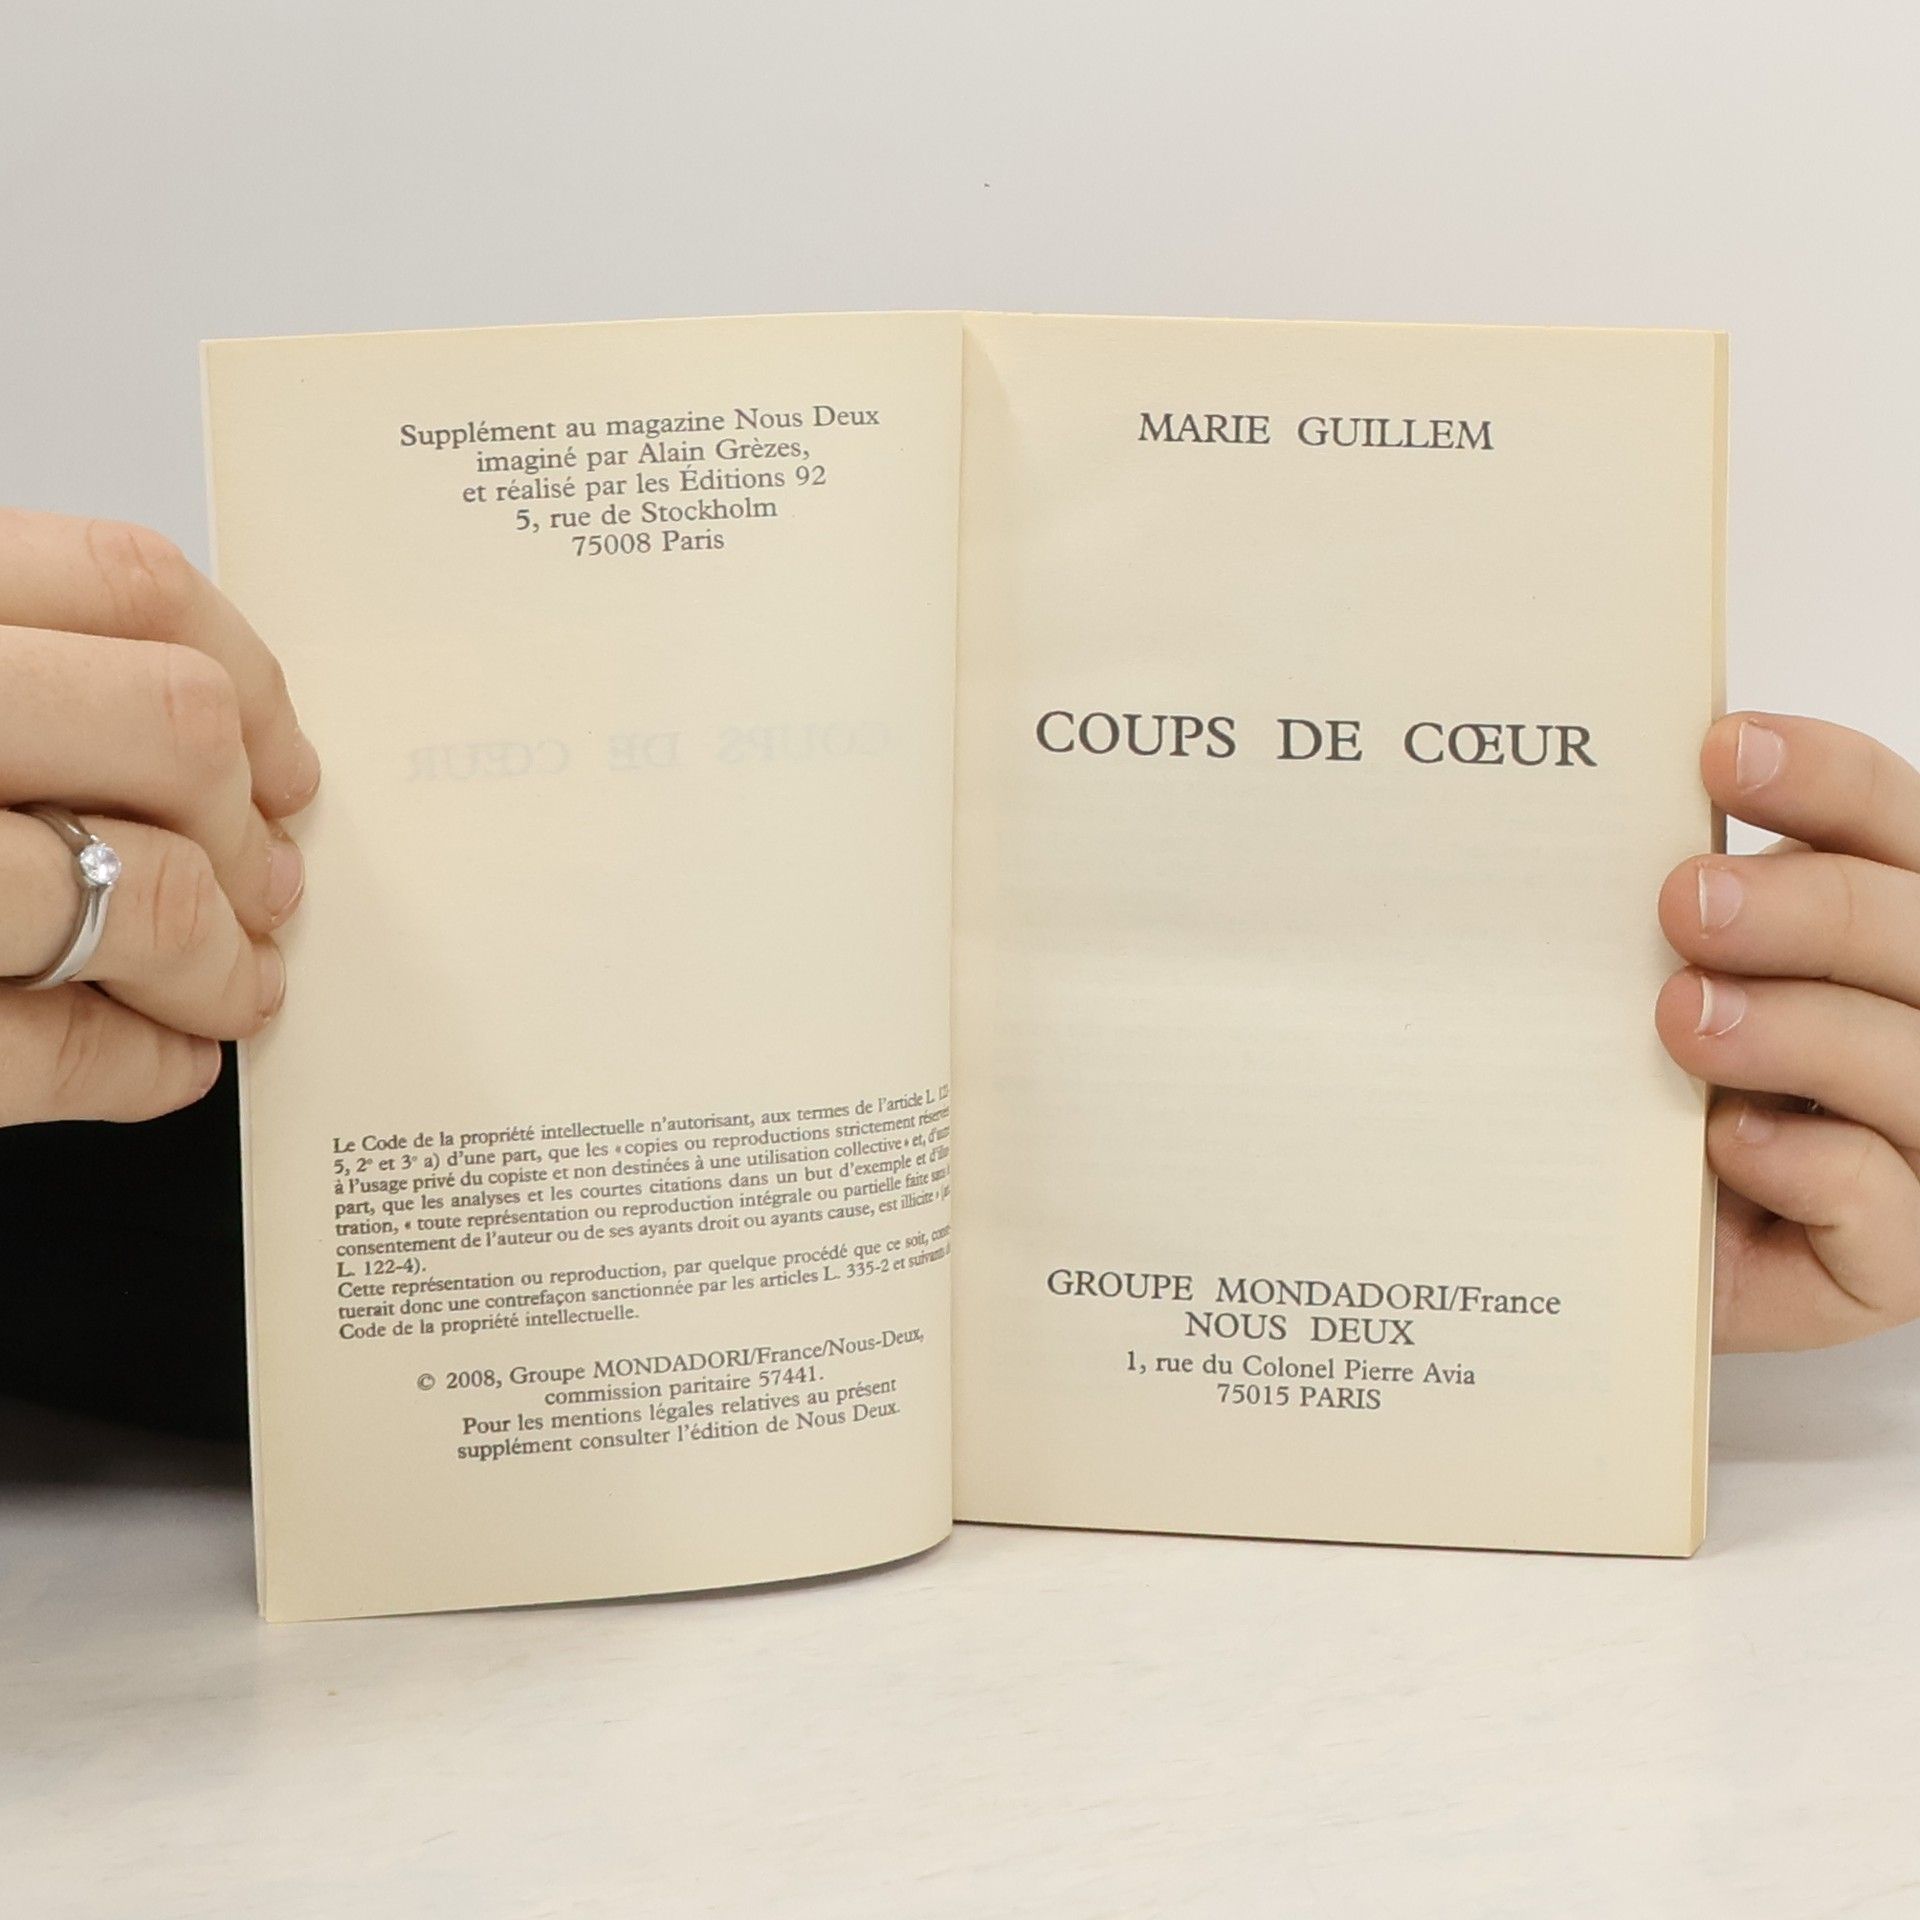 Supplément au magazine Nous Deux
imaginé par Alain Grèzes,
et réalisé par les Éditions 92
5, rue de Stockholm
75008 Paris
Le Code de la propriété intellectuelle n'autorisant, aux termes de l'article L.
5, 2° et 3° a) d'une part, que les « copies ou reproductions strictement réservées
à l'usage privé du copiste et non destinées à une utilisation collective » et, d'autre
part, que les analyses et les courtes citations dans un but d'exemple et d'illus-
tration, « toute représentation ou reproduction intégrale ou partielle faite sans
consentement de l'auteur ou de ses ayants droit ou ayants cause, est illicite »
L. 122-4).
Cette représentation ou reproduction, par quelque procédé que ce soit,
tuerait donc une contrefaçon sanctionnée par les articles L. 335-2 et suivants
Code de la propriété intellectuelle.
© 2008, Groupe MONDADORI/France/Nous-Deux,
commission paritaire 57441.
Pour les mentions légales relatives au présent
supplément consulter l'édition de Nous Deux.
MARIE GUILLEM
COUPS DE CŒUR
GROUPE MONDADORI/France
NOUS DEUX
1, rue du Colonel Pierre Avia
75015 PARIS